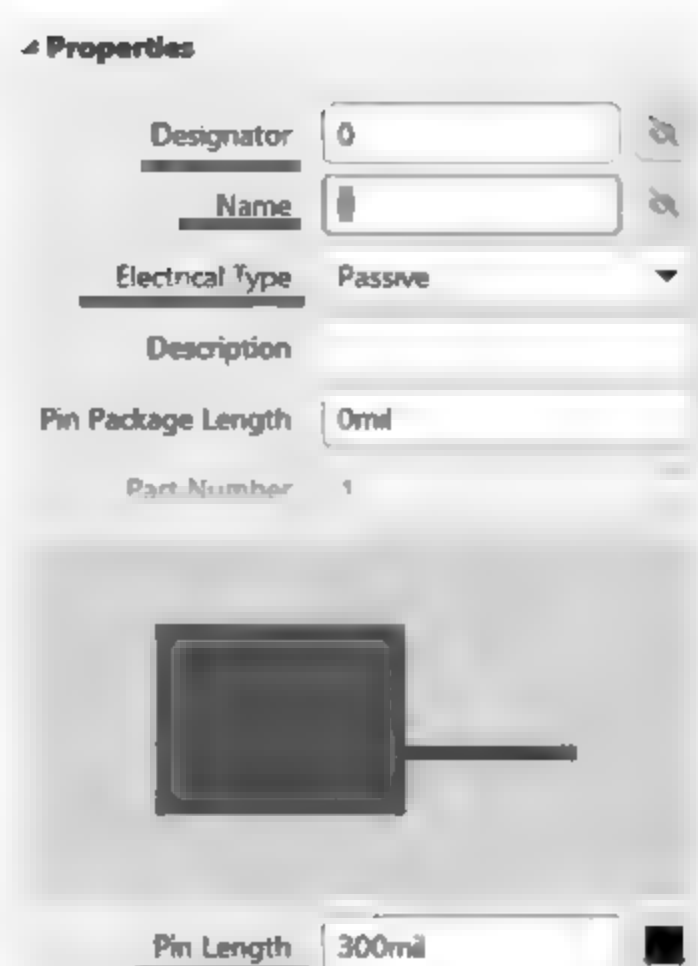 Properties
Designator 0
Name
Electrical Type Passive
Description
Pin Package Length 0mil
Part Number 1
Pin Length 300mil